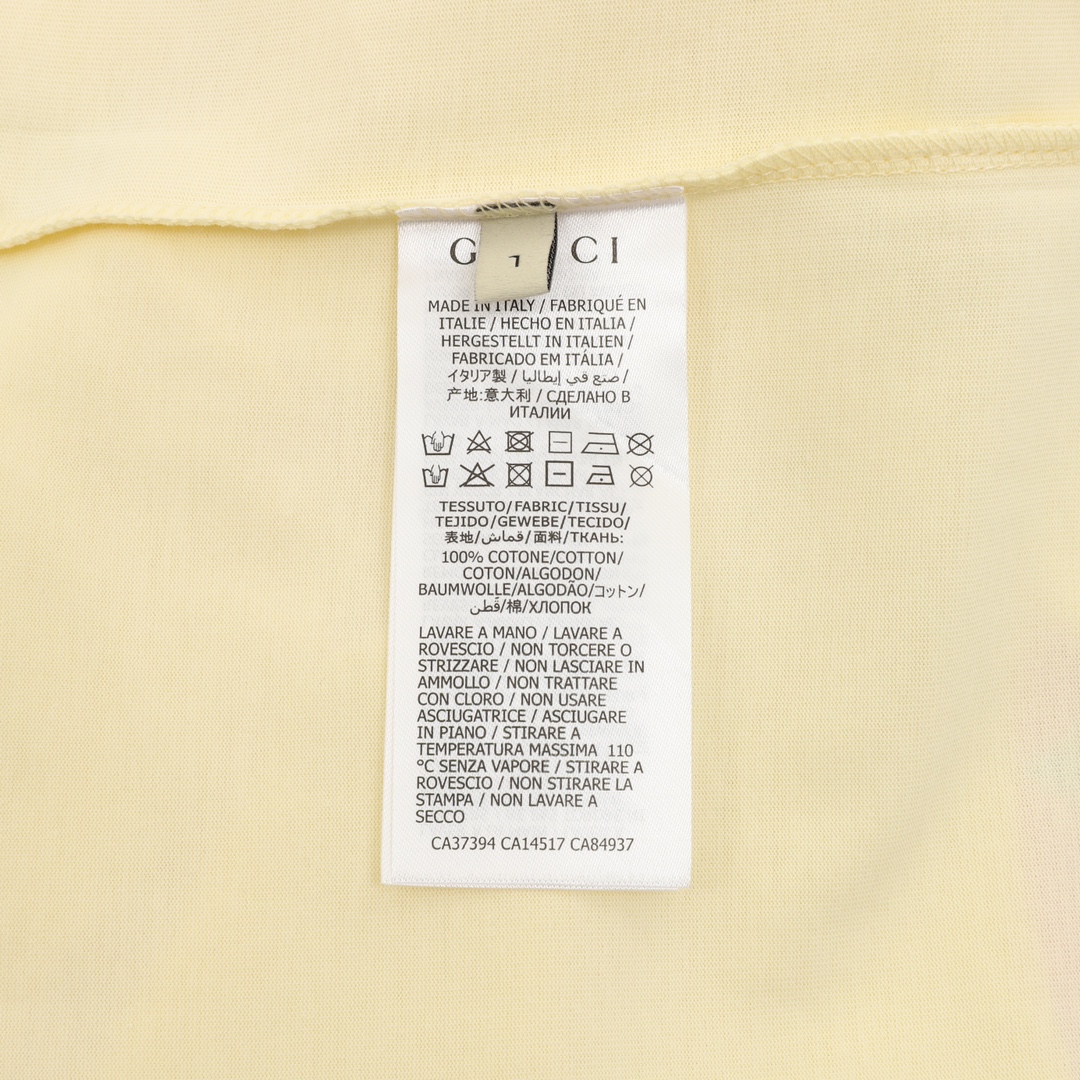 G CI
MADE IN ITALY / FABRIQUÉ EN
ITALIE / HECHO EN ITALIA /
HERGESTELLT IN ITALIEN /
FABRICADO EM ITÁLIA /
イタリア製 / صنع في إيطاليا /
产地:意大利 / СДЕЛАНО В
ИТАЛИИ
TESSUTO/FABRIC/TISSU/
TEJIDO/GEWEBE/TECIDO/
表地/قماش/面料/ТКАНЬ:
100% COTONE/COTTON/
COTON/ALGODON/
BAUMWOLLE/ALGODÃO/コットン/
قطن/棉/ХЛОПОК
LAVARE A MANO / LAVARE A
ROVESCIO / NON TORCERE O
STRIZZARE / NON LASCIARE IN
AMMOLLO / NON TRATTARE
CON CLORO / NON USARE
ASCIUGATRICE / ASCIUGARE
IN PIANO / STIRARE A
TEMPERATURA MASSIMA 110
°C SENZA VAPORE / STIRARE A
ROVESCIO / NON STIRARE LA
STAMPA / NON LAVARE A
SECCO
CA37394 CA14517 CA84937